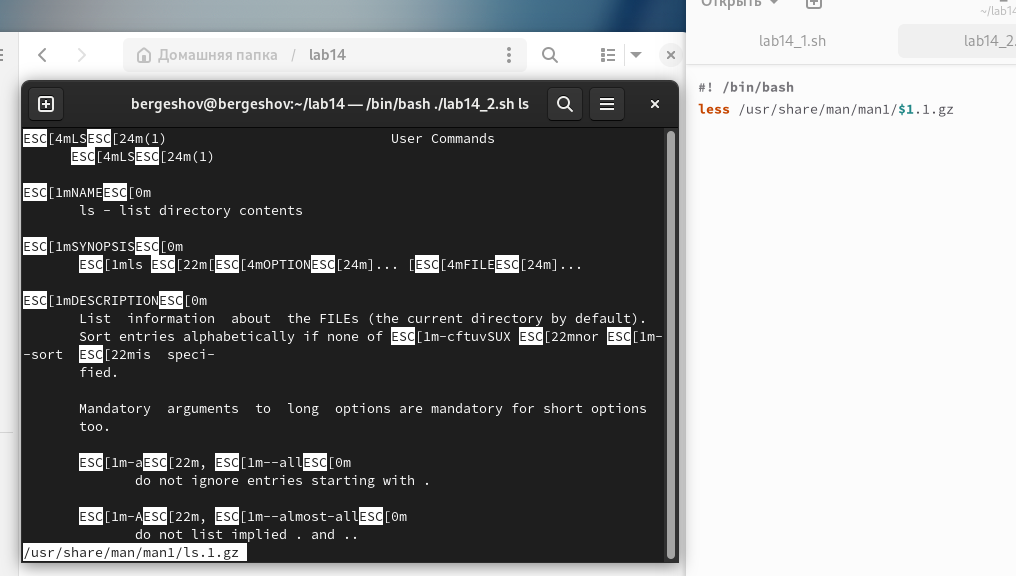 Домашняя папка / lab14
bergeshov@bergeshov:~/lab14 — /bin/bash ./lab14_2.sh ls
ESC[4mLSESC[24m(1)                            User Commands
      ESC[4mLSESC[24m(1)
ESC[1mNAMEESC[0m
       ls - list directory contents
ESC[1mSYNOPSISESC[0m
       ESC[1mls ESC[22m[ESC[4mOPTIONESC[24m]... [ESC[4mFILEESC[24m]...
ESC[1mDESCRIPTIONESC[0m
       List  information  about  the FILEs (the current directory by default).
       Sort entries alphabetically if none of ESC[1m-cftuvSUX ESC[22mnor ESC[1m-
-sort  ESC[22mis  speci-
       fied.
       Mandatory  arguments  to  long  options are mandatory for short options
       too.
       ESC[1m-aESC[22m, ESC[1m--allESC[0m
              do not ignore entries starting with .
       ESC[1m-AESC[22m, ESC[1m--almost-allESC[0m
              do not list implied . and ..
/usr/share/man/man1/ls.1.gz
Открыть
~/lab14
lab14_1.sh
lab14_2.
#! /bin/bash
less /usr/share/man/man1/$1.1.gz